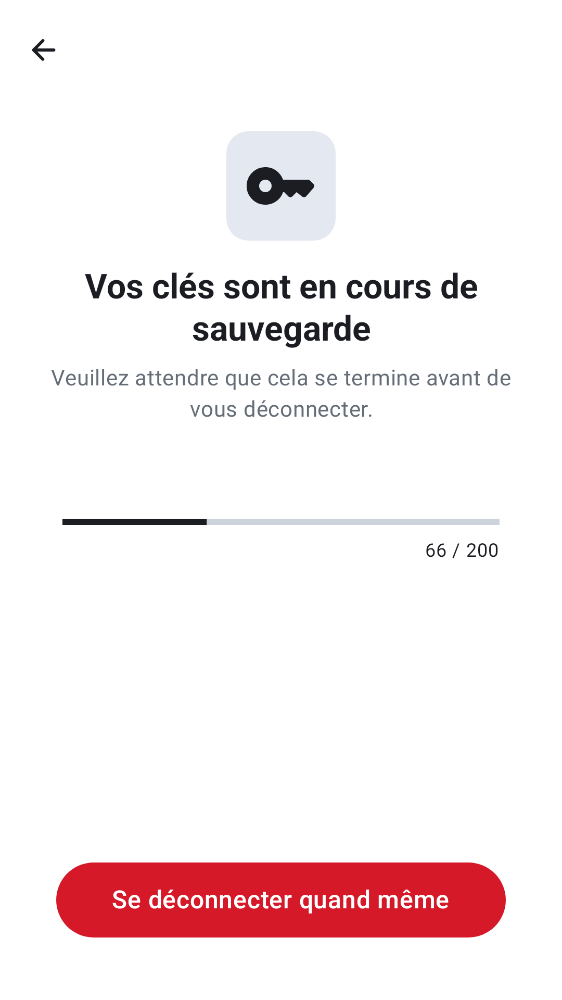 Vos clés sont en cours de
sauvegarde
Veuillez attendre que cela se termine avant de
vous déconnecter.
66 / 200
Se déconnecter quand même